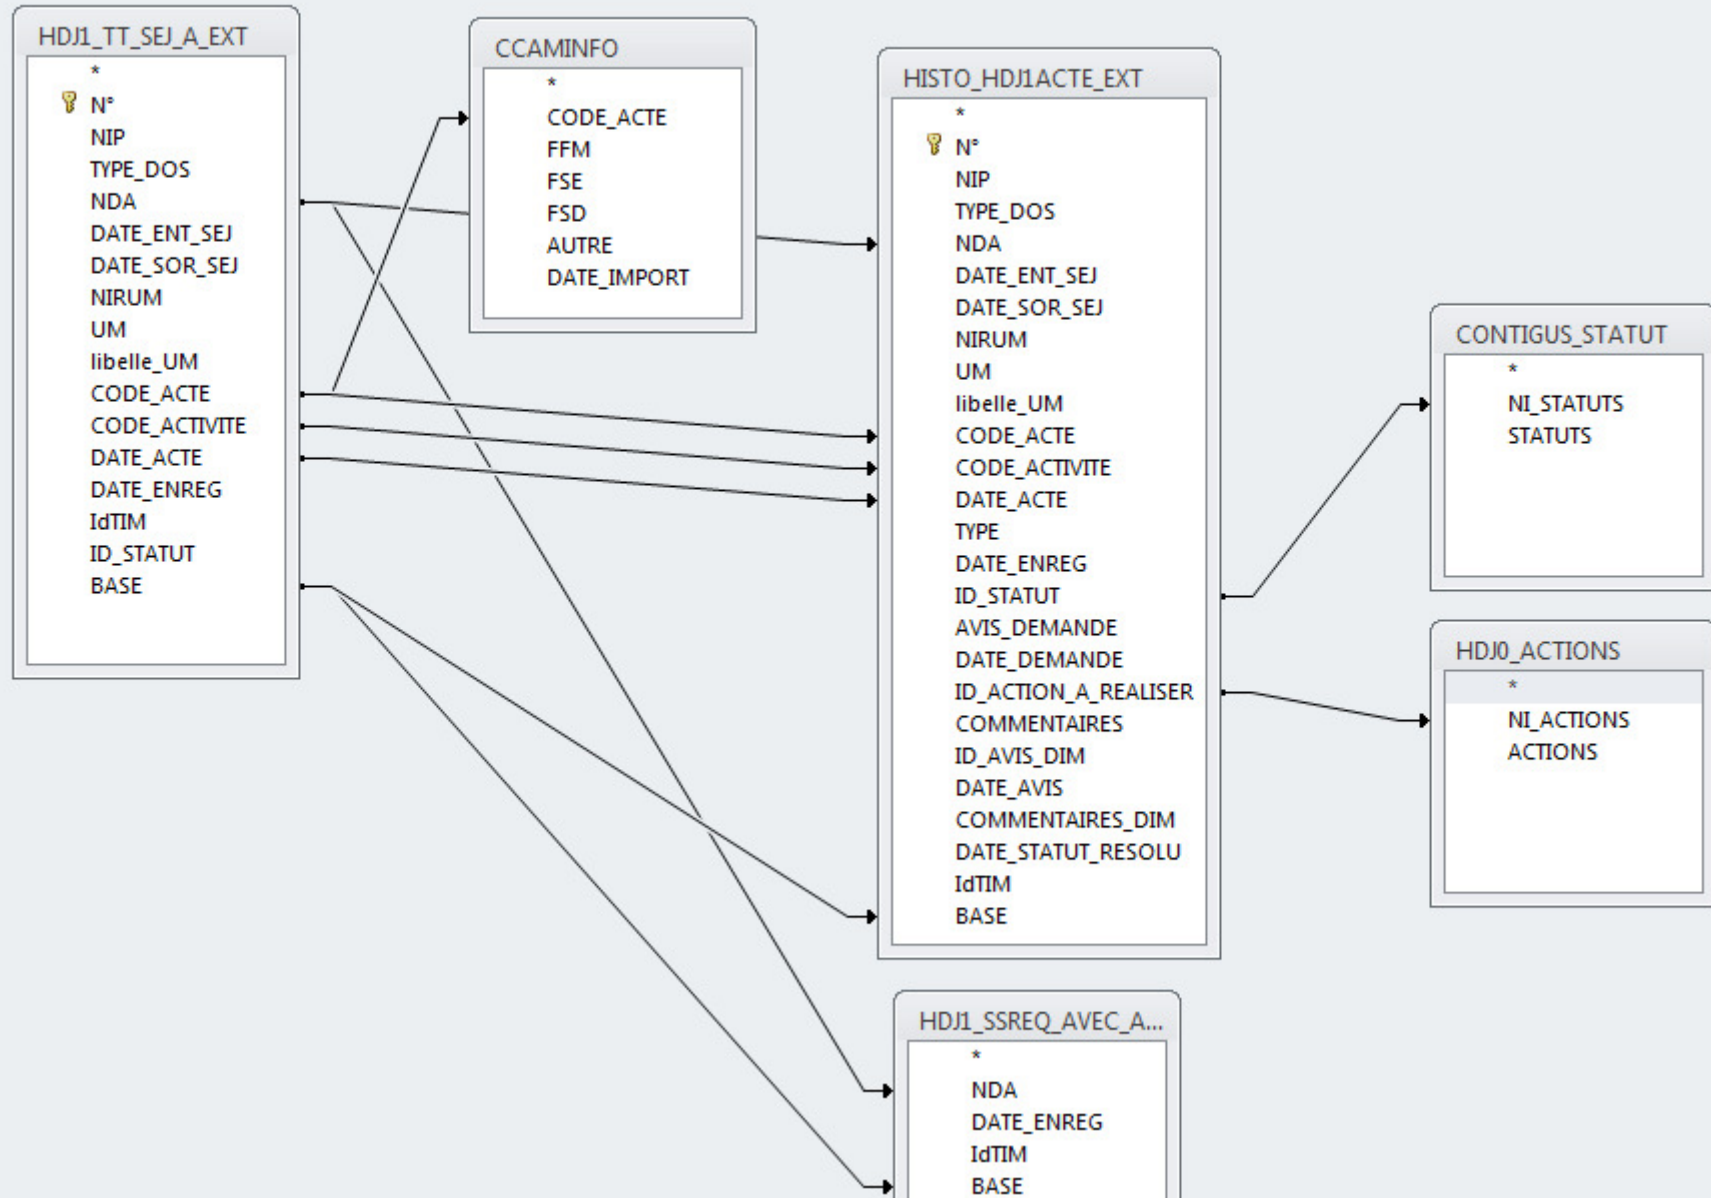 HDJ1_TT_SEJ_A_EXT
*
N°
NIP
TYPE_DOS
NDA
DATE_ENT_SEJ
DATE_SOR_SEJ
NIRUM
UM
libelle_UM
CODE_ACTE
CODE_ACTIVITE
DATE_ACTE
DATE_ENREG
IdTIM
ID_STATUT
BASE
CCAMINFO
*
CODE_ACTE
FFM
FSE
FSD
AUTRE
DATE_IMPORT
HISTO_HDJ1ACTE_EXT
*
N°
NIP
TYPE_DOS
NDA
DATE_ENT_SEJ
DATE_SOR_SEJ
NIRUM
UM
libelle_UM
CODE_ACTE
CODE_ACTIVITE
DATE_ACTE
TYPE
DATE_ENREG
ID_STATUT
AVIS_DEMANDE
DATE_DEMANDE
ID_ACTION_A_REALISER
COMMENTAIRES
ID_AVIS_DIM
DATE_AVIS
COMMENTAIRES_DIM
DATE_STATUT_RESOLU
IdTIM
BASE
CONTIGUS_STATUT
*
NI_STATUTS
STATUTS
HDJ0_ACTIONS
*
NI_ACTIONS
ACTIONS
HDJ1_SSREQ_AVEC_A...
*
NDA
DATE_ENREG
IdTIM
BASE